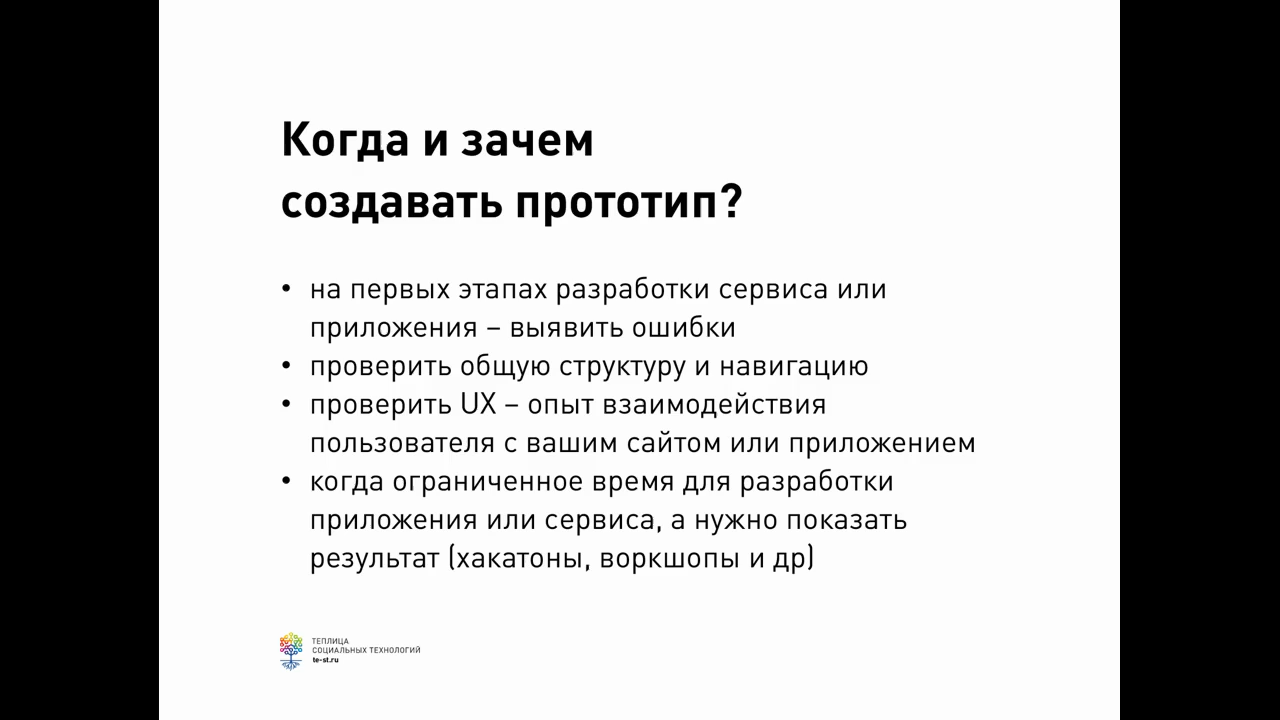 Когда и зачем
создавать прототип?
• на первых этапах разработки сервиса или
приложения – выявить ошибки
• проверить общую структуру и навигацию
• проверить UX – опыт взаимодействия
пользователя с вашим сайтом или приложением
• когда ограниченное время для разработки
приложения или сервиса, а нужно показать
результат (хакатоны, воркшопы и др)
ТЕПЛИЦА
СОЦИАЛЬНЫХ ТЕХНОЛОГИЙ
te-st.ru